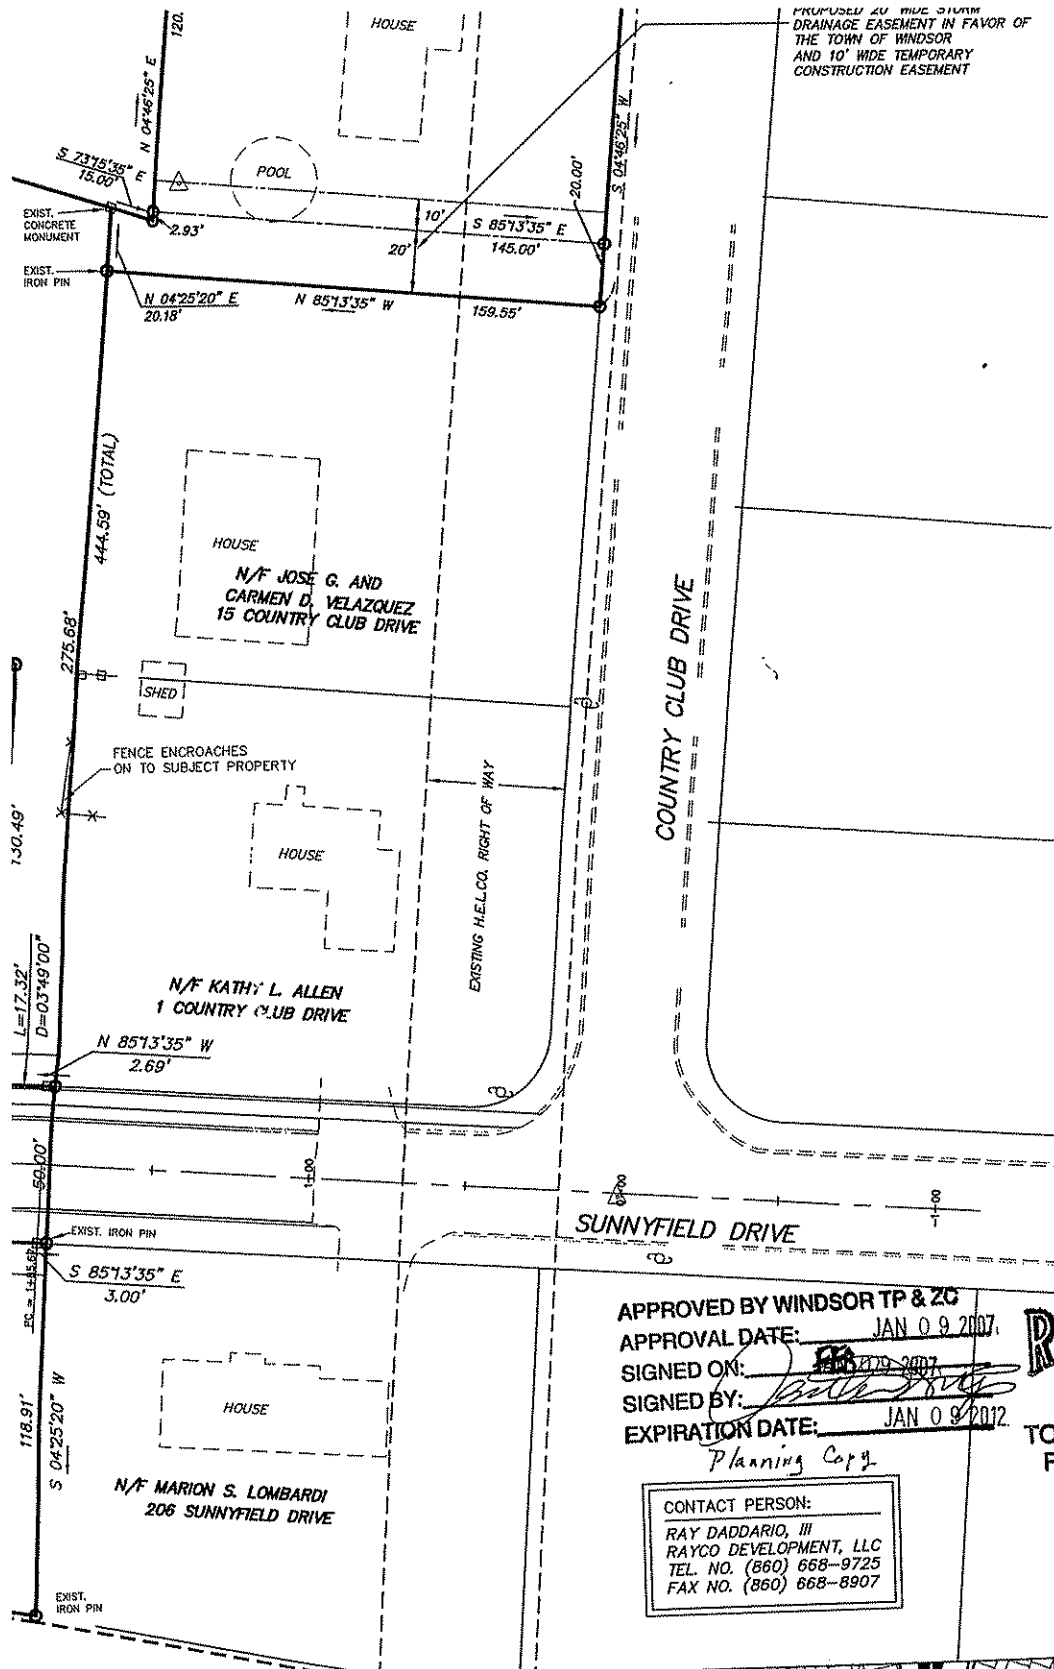 PROPOSED 20' WIDE STORM
DRAINAGE EASEMENT IN FAVOR OF
THE TOWN OF WINDSOR
AND 10' WIDE TEMPORARY
CONSTRUCTION EASEMENT
HOUSE
120.
N 04°46'25" E
S 04°46'25" W
S 73°15'35" E
15.00'
POOL
20.00'
EXIST.
CONCRETE
MONUMENT
2.93'
10'
S 85°13'35" E
145.00'
20'
EXIST.
IRON PIN
N 04°25'20" E
20.18'
N 85°13'35" W
159.55'
444.59' (TOTAL)
HOUSE
N/F JOSE G. AND
CARMEN D. VELAZQUEZ
15 COUNTRY CLUB DRIVE
275.68'
SHED
COUNTRY CLUB DRIVE
FENCE ENCROACHES
ON TO SUBJECT PROPERTY
130.49'
HOUSE
EXISTING H.E.L.CO. RIGHT OF WAY
L=17.32'
D=03°49'00"
N/F KATHY L. ALLEN
1 COUNTRY CLUB DRIVE
N 85°13'35" W
2.69'
50.00'
1+00
0+00
-1+00
SUNNYFIELD DRIVE
EXIST. IRON PIN
S 85°13'35" E
3.00'
APPROVED BY WINDSOR TP & ZC
APPROVAL DATE: JAN 09 2007
SIGNED ON: 2007
SIGNED BY:
EXPIRATION DATE: JAN 09 2012
Planning Copy
R
TO
F
HOUSE
118.91'
S 04°25'20" W
N/F MARION S. LOMBARDI
206 SUNNYFIELD DRIVE
CONTACT PERSON:
RAY DADDARIO, III
RAYCO DEVELOPMENT, LLC
TEL. NO. (860) 668-9725
FAX NO. (860) 668-8907
EXIST.
IRON PIN